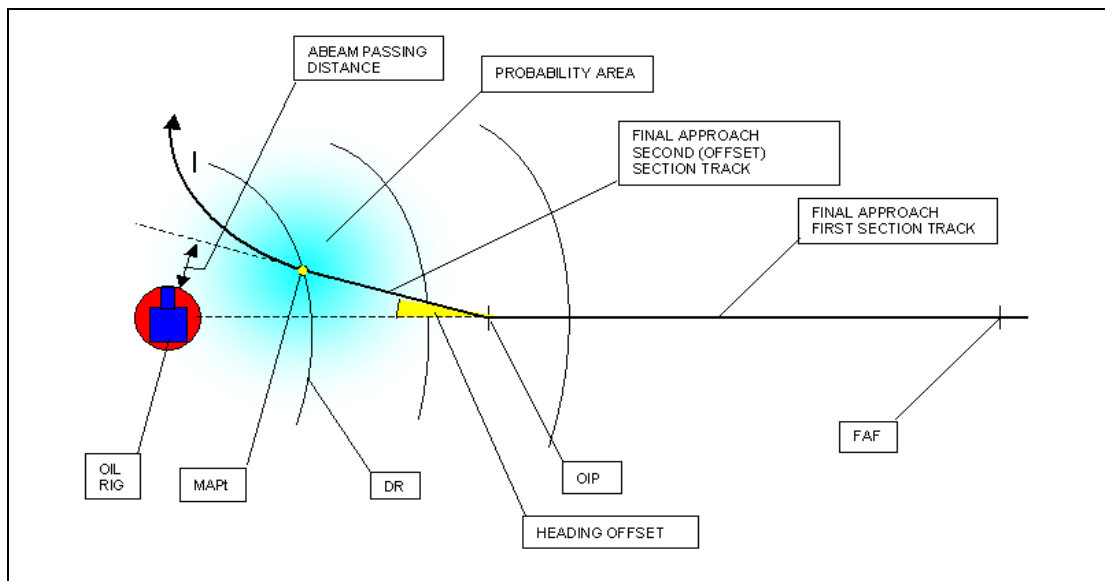 ABEAM PASSING
DISTANCE
PROBABILITY AREA
FINAL APPROACH
SECOND (OFFSET)
SECTION TRACK
FINAL APPROACH
FIRST SECTION TRACK
OIL
RIG
MAPt
DR
OIP
HEADING OFFSET
FAF